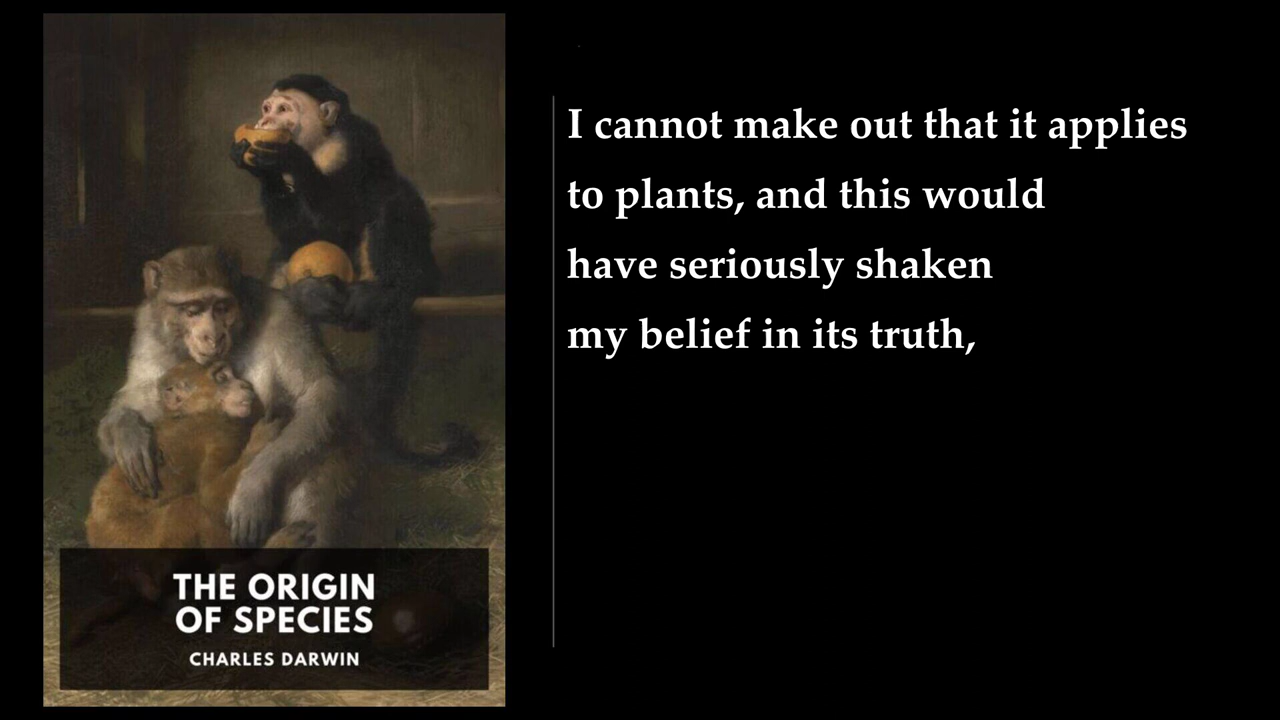 THE ORIGIN
OF SPECIES
CHARLES DARWIN
I cannot make out that it applies
to plants, and this would
have seriously shaken
my belief in its truth,